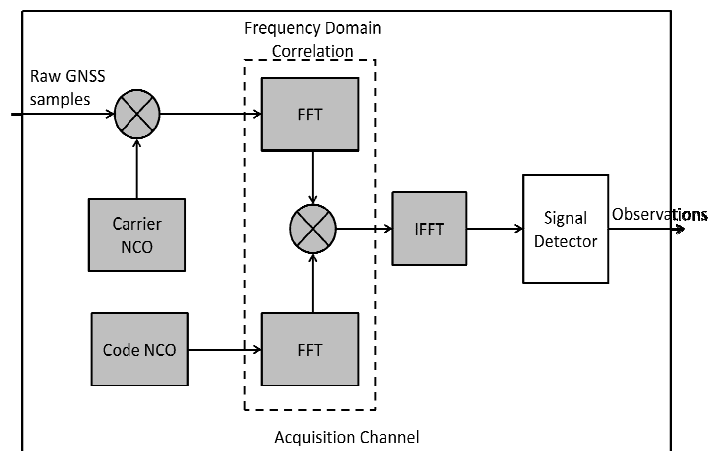 Frequency Domain
Correlation
Raw GNSS
samples
FFT
Carrier
NCO
IFFT
Signal
Detector
Observations
Code NCO
FFT
Acquisition Channel